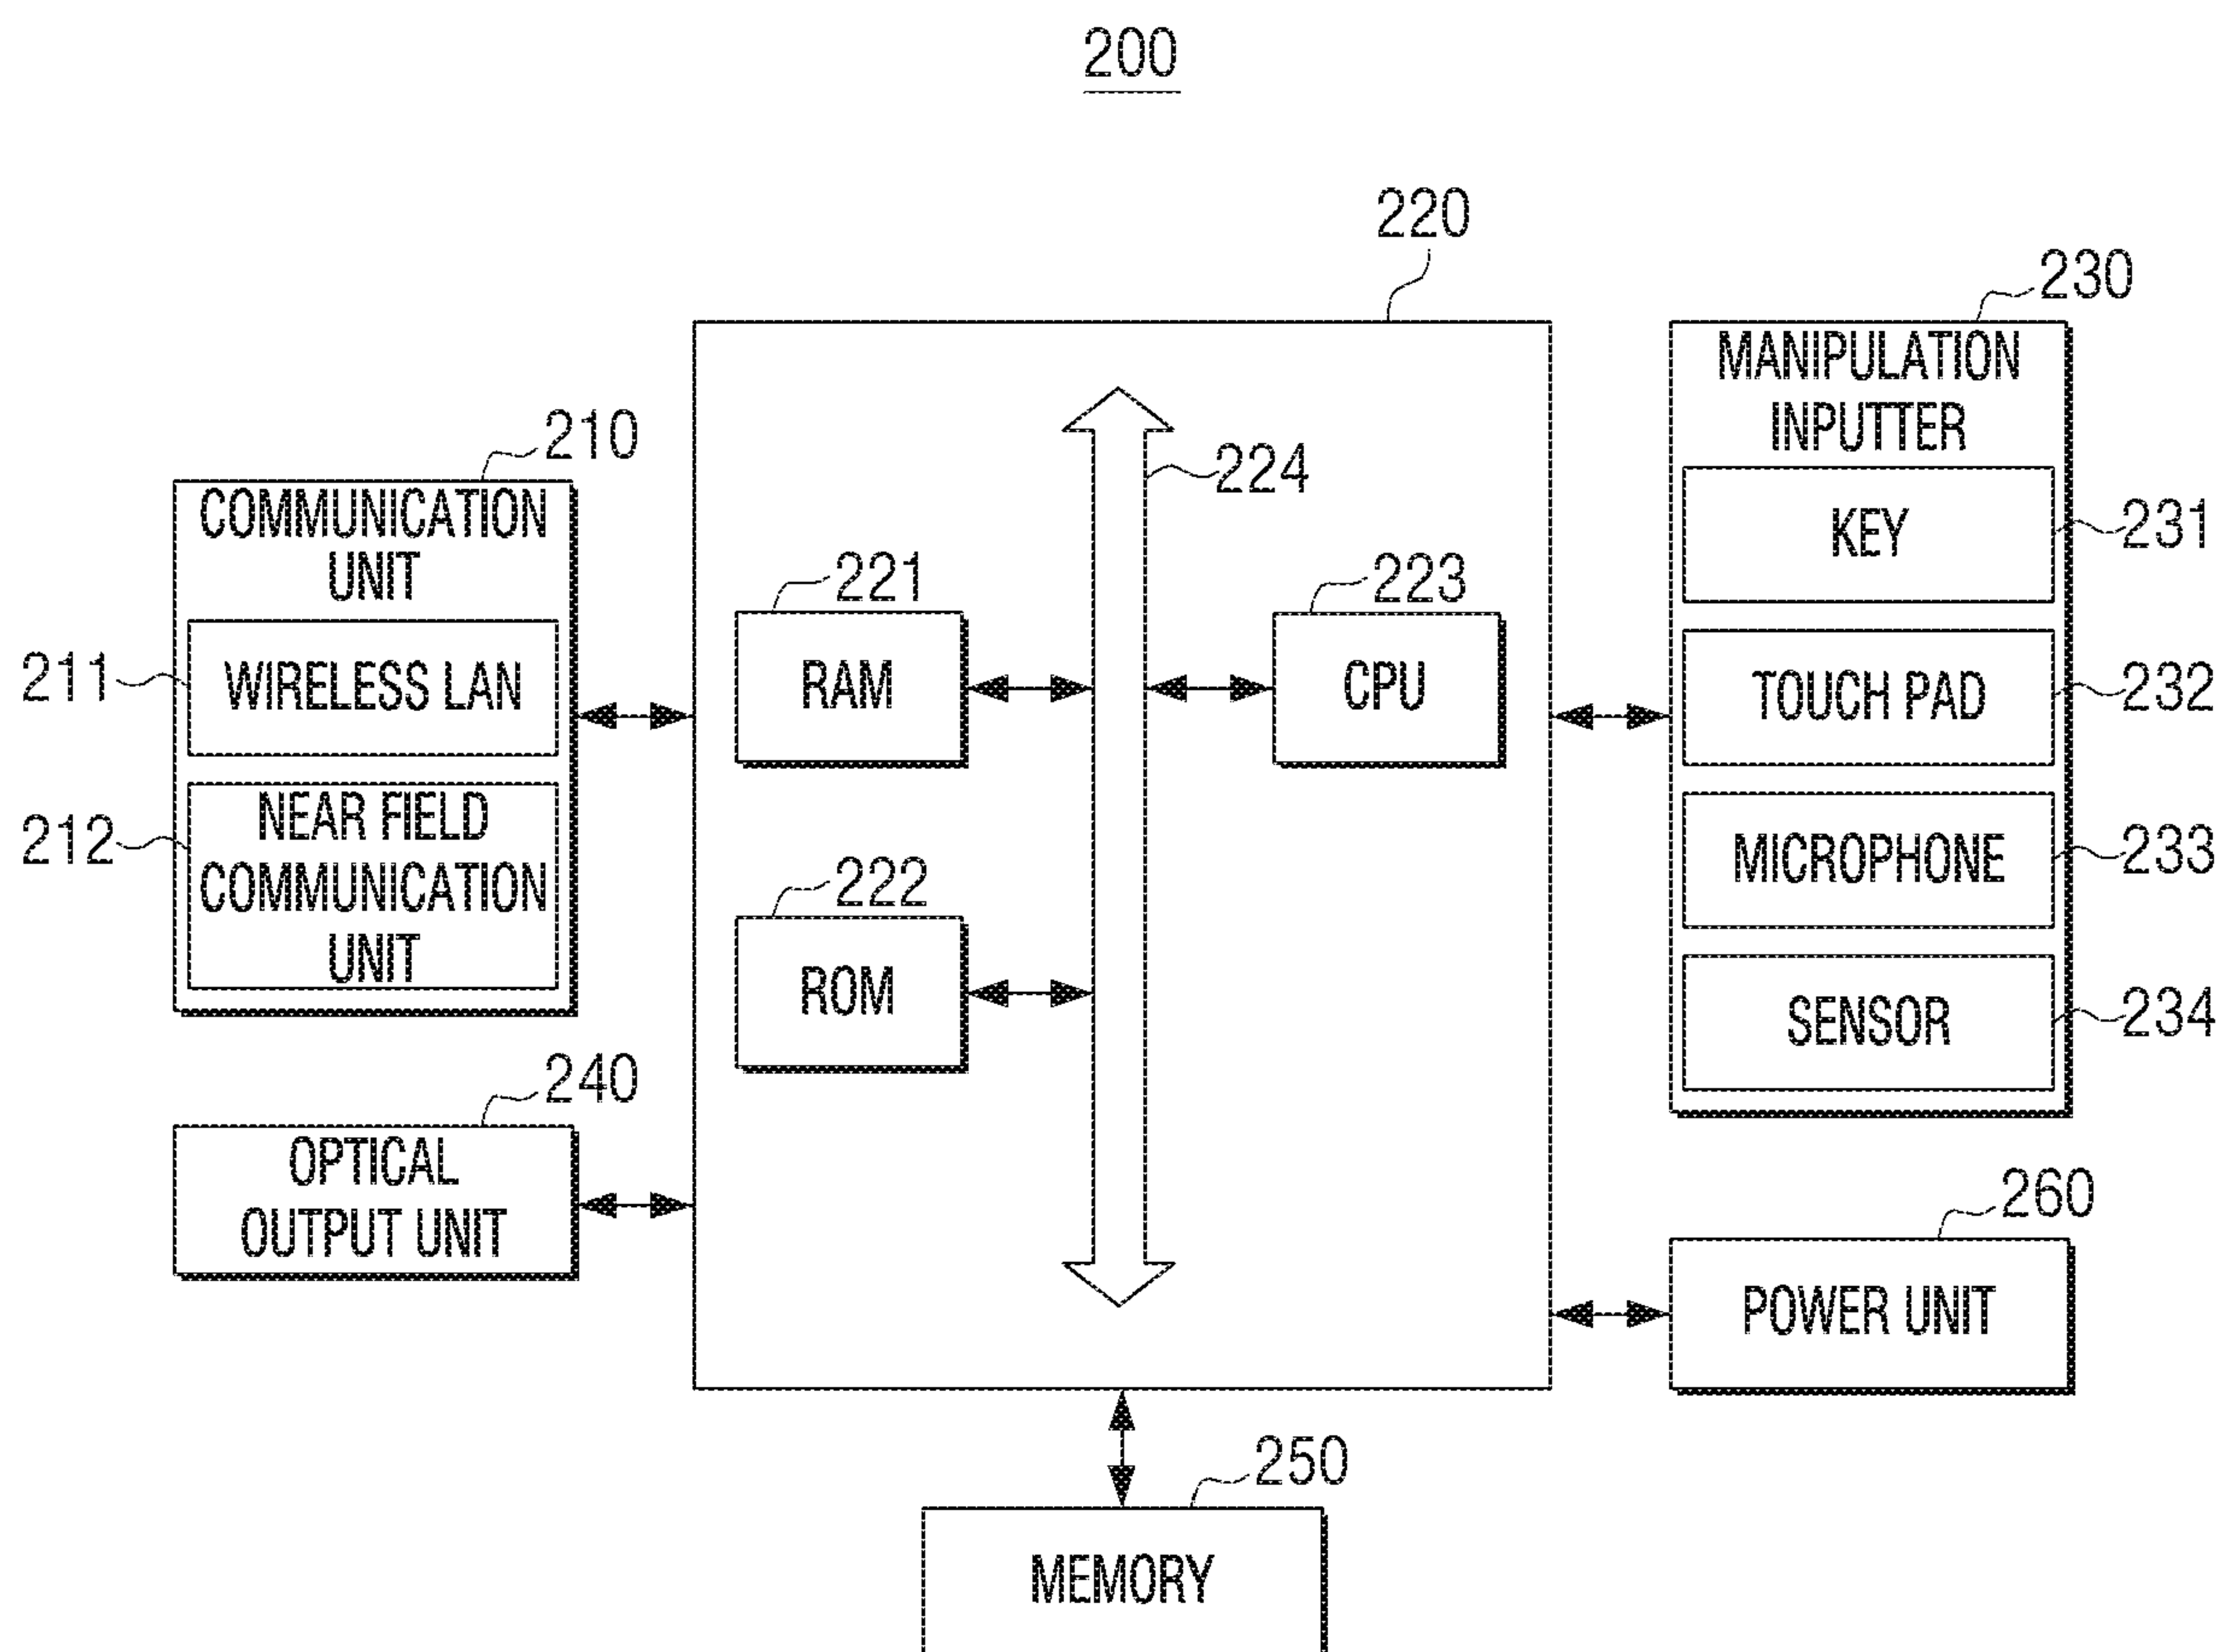 200
220
230
MANIPULATION
INPUTTER
210
COMMUNICATION
UNIT
224
KEY
231
221
223
211
WIRELESS LAN
RAM
CPU
TOUCH PAD
232
212
NEAR FIELD
COMMUNICATION
UNIT
222
MICROPHONE
233
ROM
SENSOR
234
240
OPTICAL
OUTPUT UNIT
260
POWER UNIT
250
MEMORY